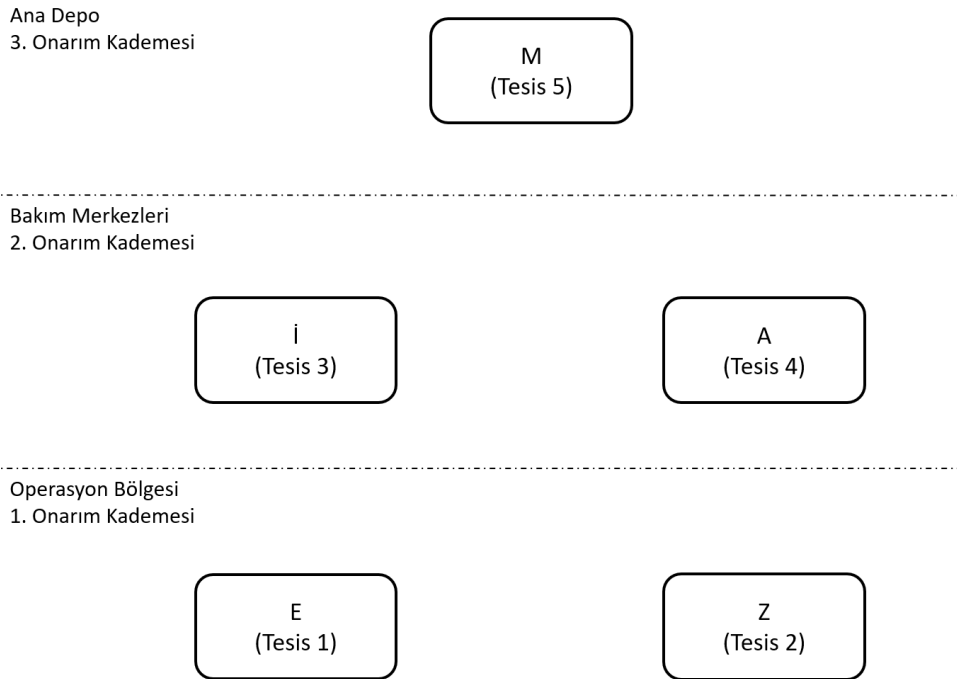 Ana Depo
3. Onarım Kademesi
M
(Tesis 5)
Bakım Merkezleri
2. Onarım Kademesi
İ
(Tesis 3)
A
(Tesis 4)
Operasyon Bölgesi
1. Onarım Kademesi
E
(Tesis 1)
Z
(Tesis 2)